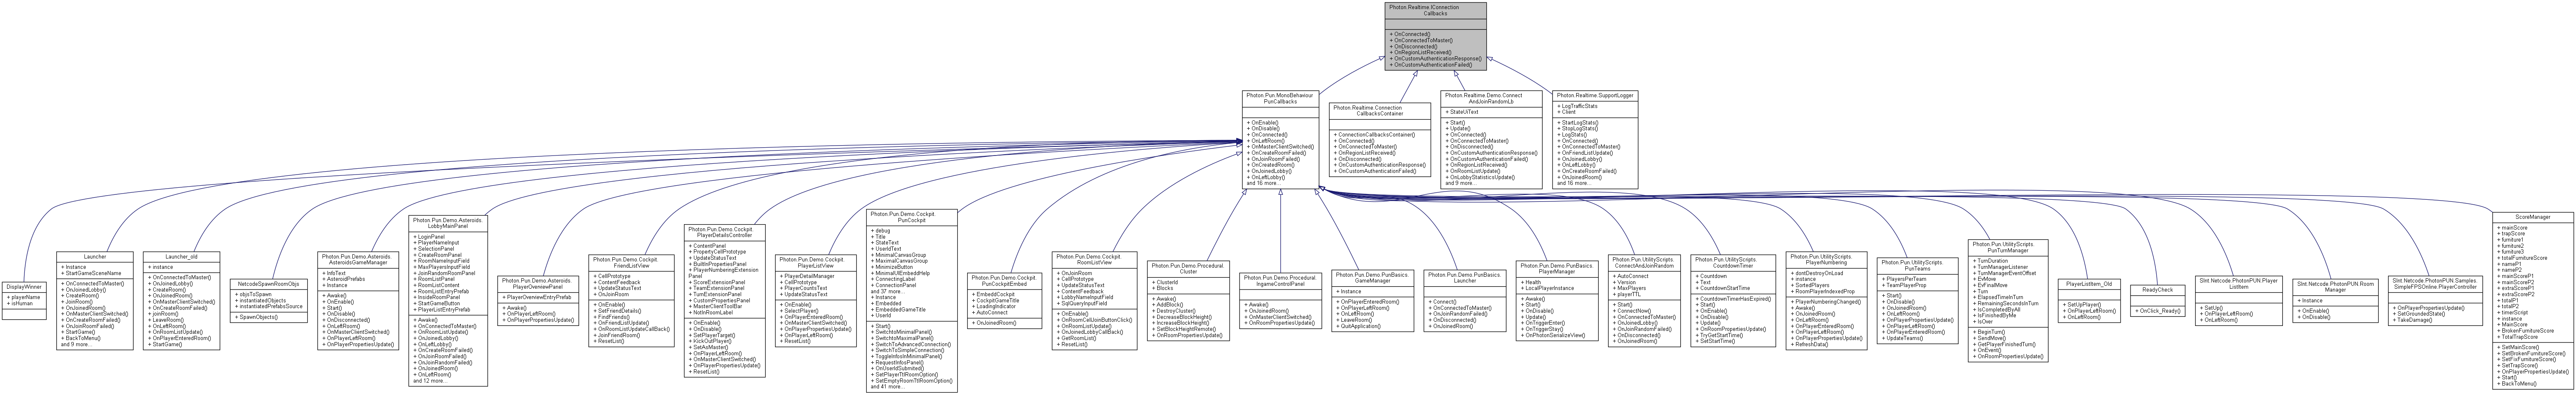 Photon.Realtime.IConnection
Callbacks
+ OnConnected()
+ OnConnectedToMaster()
+ OnDisconnected()
+ OnRegionListReceived()
+ OnCustomAuthenticationResponse()
+ OnCustomAuthenticationFailed()
Photon.Pun.MonoBehaviour
PunCallbacks
+ OnEnable()
+ OnDisable()
+ OnConnected()
+ OnLeftRoom()
+ OnMasterClientSwitched()
+ OnCreateRoomFailed()
+ OnJoinRoomFailed()
+ OnCreatedRoom()
+ OnJoinedLobby()
+ OnLeftLobby()
and 16 more...
Photon.Realtime.Connection
CallbacksContainer
+ ConnectionCallbacksContainer()
+ OnConnected()
+ OnConnectedToMaster()
+ OnRegionListReceived()
+ OnDisconnected()
+ OnCustomAuthenticationResponse()
+ OnCustomAuthenticationFailed()
Photon.Realtime.Demo.Connect
AndJoinRandomLb
+ StateUiText
+ Start()
+ Update()
+ OnConnected()
+ OnConnectedToMaster()
+ OnDisconnected()
+ OnCustomAuthenticationResponse()
+ OnCustomAuthenticationFailed()
+ OnRegionListReceived()
+ OnRoomListUpdate()
+ OnLobbyStatisticsUpdate()
and 9 more...
Photon.Realtime.SupportLogger
+ LogTrafficStats
+ Client
+ StartLogStats()
+ StopLogStats()
+ LogStats()
+ OnConnected()
+ OnConnectedToMaster()
+ OnFriendListUpdate()
+ OnJoinedLobby()
+ OnLeftLobby()
+ OnCreateRoomFailed()
+ OnJoinedRoom()
and 16 more...
DisplayWinner
+ playerName
+ isHuman
Launcher
+ Instance
+ StartGameSceneName
+ OnConnectedToMaster()
+ OnJoinedLobby()
+ CreateRoom()
+ JoinRoom()
+ OnJoinedRoom()
+ OnMasterClientSwitched()
+ OnCreateRoomFailed()
+ OnJoinRoomFailed()
+ StartGame()
+ BackToMenu()
and 9 more...
Launcher_old
+ instance
+ OnConnectedToMaster()
+ OnJoinedLobby()
+ CreateRoom()
+ OnJoinedRoom()
+ OnMasterClientSwitched()
+ OnCreateRoomFailed()
+ joinRoom()
+ LeaveRoom()
+ OnLeftRoom()
+ OnRoomListUpdate()
+ OnPlayerEnteredRoom()
+ StartGame()
NetcodeSpawnRoomObjs
+ objsToSpawn
+ instantiatedObjects
+ instantiatedPrefabsSource
+ SpawnObjects()
Photon.Pun.Demo.Asteroids.
AsteroidsGameManager
+ InfoText
+ AsteroidPrefabs
+ Instance
+ Awake()
+ OnEnable()
+ Start()
+ OnDisable()
+ OnDisconnected()
+ OnLeftRoom()
+ OnMasterClientSwitched()
+ OnPlayerLeftRoom()
+ OnPlayerPropertiesUpdate()
Photon.Pun.Demo.Asteroids.
LobbyMainPanel
+ LoginPanel
+ PlayerNameInput
+ SelectionPanel
+ CreateRoomPanel
+ RoomNameInputField
+ MaxPlayersInputField
+ JoinRandomRoomPanel
+ RoomListPanel
+ RoomListContent
+ RoomListEntryPrefab
+ InsideRoomPanel
+ StartGameButton
+ PlayerListEntryPrefab
+ Awake()
+ OnConnectedToMaster()
+ OnRoomListUpdate()
+ OnJoinedLobby()
+ OnLeftLobby()
+ OnCreateRoomFailed()
+ OnJoinRoomFailed()
+ OnJoinRandomFailed()
+ OnJoinedRoom()
+ OnLeftRoom()
and 12 more...
Photon.Pun.Demo.Asteroids.
PlayerOverviewPanel
+ PlayerOverviewEntryPrefab
+ Awake()
+ OnPlayerLeftRoom()
+ OnPlayerPropertiesUpdate()
Photon.Pun.Demo.Cockpit.
FriendListView
+ CellPrototype
+ ContentFeedback
+ UpdateStatusText
+ OnJoinRoom
+ OnEnable()
+ SetFriendDetails()
+ FindFriends()
+ OnFriendListUpdate()
+ OnRoomListUpdateCallBack()
+ JoinFriendRoom()
+ ResetList()
Photon.Pun.Demo.Cockpit.
PlayerDetailsController
+ ContentPanel
+ PropertyCellPrototype
+ UpdateStatusText
+ BuiltInPropertiesPanel
+ PlayerNumberingExtension
Panel
+ ScoreExtensionPanel
+ TeamExtensionPanel
+ TurnExtensionPanel
+ CustomPropertiesPanel
+ MasterClientToolBar
+ NotInRoomLabel
+ OnEnable()
+ OnDisable()
+ SetPlayerTarget()
+ KickOutPlayer()
+ SetAsMaster()
+ OnPlayerLeftRoom()
+ OnMasterClientSwitched()
+ OnPlayerPropertiesUpdate()
+ ResetList()
Photon.Pun.Demo.Cockpit.
PlayerListView
+ PlayerDetailManager
+ CellPrototype
+ PlayerCountsText
+ UpdateStatusText
+ OnEnable()
+ SelectPlayer()
+ OnPlayerEnteredRoom()
+ OnMasterClientSwitched()
+ OnPlayerPropertiesUpdate()
+ OnPlayerLeftRoom()
+ ResetList()
Photon.Pun.Demo.Cockpit.
PunCockpit
+ debug
+ Title
+ StateText
+ UserIdText
+ MinimalCanvasGroup
+ MaximalCanvasGroup
+ MinimizeButton
+ MinimalUIEmbeddHelp
+ ConnectingLabel
+ ConnectionPanel
and 37 more...
+ Instance
+ Embedded
+ EmbeddedGameTitle
+ UserId
+ Start()
+ SwitchtoMinimalPanel()
+ SwitchtoMaximalPanel()
+ SwitchToAdvancedConnection()
+ SwitchToSimpleConnection()
+ ToggleInfosInMinimalPanel()
+ RequestInfosPanel()
+ OnUserIdSubmited()
+ SetPlayerTtlRoomOption()
+ SetEmptyRoomTtlRoomOption()
and 41 more...
Photon.Pun.Demo.Cockpit.
PunCockpitEmbed
+ EmbeddCockpit
+ CockpitGameTitle
+ LoadingIndicator
+ AutoConnect
+ OnJoinedRoom()
Photon.Pun.Demo.Cockpit.
RoomListView
+ OnJoinRoom
+ CellPrototype
+ UpdateStatusText
+ ContentFeedback
+ LobbyNameInputField
+ SqlQueryInputField
+ OnEnable()
+ OnRoomCellJoinButtonClick()
+ OnRoomListUpdate()
+ OnJoinedLobbyCallBack()
+ GetRoomList()
+ ResetList()
Photon.Pun.Demo.Procedural.
Cluster
+ ClusterId
+ Blocks
+ Awake()
+ AddBlock()
+ DestroyCluster()
+ DecreaseBlockHeight()
+ IncreaseBlockHeight()
+ SetBlockHeightRemote()
+ OnRoomPropertiesUpdate()
Photon.Pun.Demo.Procedural.
IngameControlPanel
+ Awake()
+ OnJoinedRoom()
+ OnMasterClientSwitched()
+ OnRoomPropertiesUpdate()
Photon.Pun.Demo.PunBasics.
GameManager
+ Instance
+ OnPlayerEnteredRoom()
+ OnPlayerLeftRoom()
+ OnLeftRoom()
+ LeaveRoom()
+ QuitApplication()
Photon.Pun.Demo.PunBasics.
Launcher
+ Connect()
+ OnConnectedToMaster()
+ OnJoinRandomFailed()
+ OnDisconnected()
+ OnJoinedRoom()
Photon.Pun.Demo.PunBasics.
PlayerManager
+ Health
+ LocalPlayerInstance
+ Awake()
+ Start()
+ OnDisable()
+ Update()
+ OnTriggerEnter()
+ OnTriggerStay()
+ OnPhotonSerializeView()
Photon.Pun.UtilityScripts.
ConnectAndJoinRandom
+ AutoConnect
+ Version
+ MaxPlayers
+ playerTTL
+ Start()
+ ConnectNow()
+ OnConnectedToMaster()
+ OnJoinedLobby()
+ OnJoinRandomFailed()
+ OnDisconnected()
+ OnJoinedRoom()
Photon.Pun.UtilityScripts.
CountdownTimer
+ Countdown
+ Text
+ CountdownStartTime
+ CountdownTimerHasExpired()
+ Start()
+ OnEnable()
+ OnDisable()
+ Update()
+ OnRoomPropertiesUpdate()
+ TryGetStartTime()
+ SetStartTime()
Photon.Pun.UtilityScripts.
PlayerNumbering
+ dontDestroyOnLoad
+ instance
+ SortedPlayers
+ RoomPlayerIndexedProp
+ PlayerNumberingChanged()
+ Awake()
+ OnJoinedRoom()
+ OnLeftRoom()
+ OnPlayerEnteredRoom()
+ OnPlayerLeftRoom()
+ OnPlayerPropertiesUpdate()
+ RefreshData()
Photon.Pun.UtilityScripts.
PunTeams
+ PlayersPerTeam
+ TeamPlayerProp
+ Start()
+ OnDisable()
+ OnJoinedRoom()
+ OnLeftRoom()
+ OnPlayerPropertiesUpdate()
+ OnPlayerLeftRoom()
+ OnPlayerEnteredRoom()
+ UpdateTeams()
Photon.Pun.UtilityScripts.
PunTurnManager
+ TurnDuration
+ TurnManagerListener
+ TurnManagerEventOffset
+ EvMove
+ EvFinalMove
+ Turn
+ ElapsedTimeInTurn
+ RemainingSecondsInTurn
+ IsCompletedByAll
+ IsFinishedByMe
+ IsOver
+ BeginTurn()
+ SendMove()
+ GetPlayerFinishedTurn()
+ OnEvent()
+ OnRoomPropertiesUpdate()
PlayerListItem_Old
+ SetUpPlayer()
+ OnPlayerLeftRoom()
+ OnLeftRoom()
ReadyCheck
+ OnClick_Ready()
SInt.Netcode.PhotonPUN.Player
ListItem
+ SetUp()
+ OnPlayerLeftRoom()
+ OnLeftRoom()
SInt.Netcode.PhotonPUN.Room
Manager
+ Instance
+ OnEnable()
+ OnDisable()
SInt.Netcode.PhotonPUN.Samples.
SimpleFPSOnline.PlayerController
+ OnPlayerPropertiesUpdate()
+ SetGroundedState()
+ TakeDamage()
ScoreManager
+ mainScore
+ trapScore
+ furniture1
+ furniture2
+ furniture3
+ totalFurnitureScore
+ nameP1
+ nameP2
+ mainScoreP1
+ mainScoreP2
+ extraScoreP1
+ extraScoreP2
+ totalP1
+ totalP2
+ timerScript
+ instance
+ MainScore
+ BrokenFurnitureScore
+ TotalTrapScore
+ SetMainScore()
+ SetBrokenFurnitureScore()
+ SetFixFurnitureScore()
+ SetTrapScore()
+ OnPlayerPropertiesUpdate()
+ Start()
+ BackToMenu()